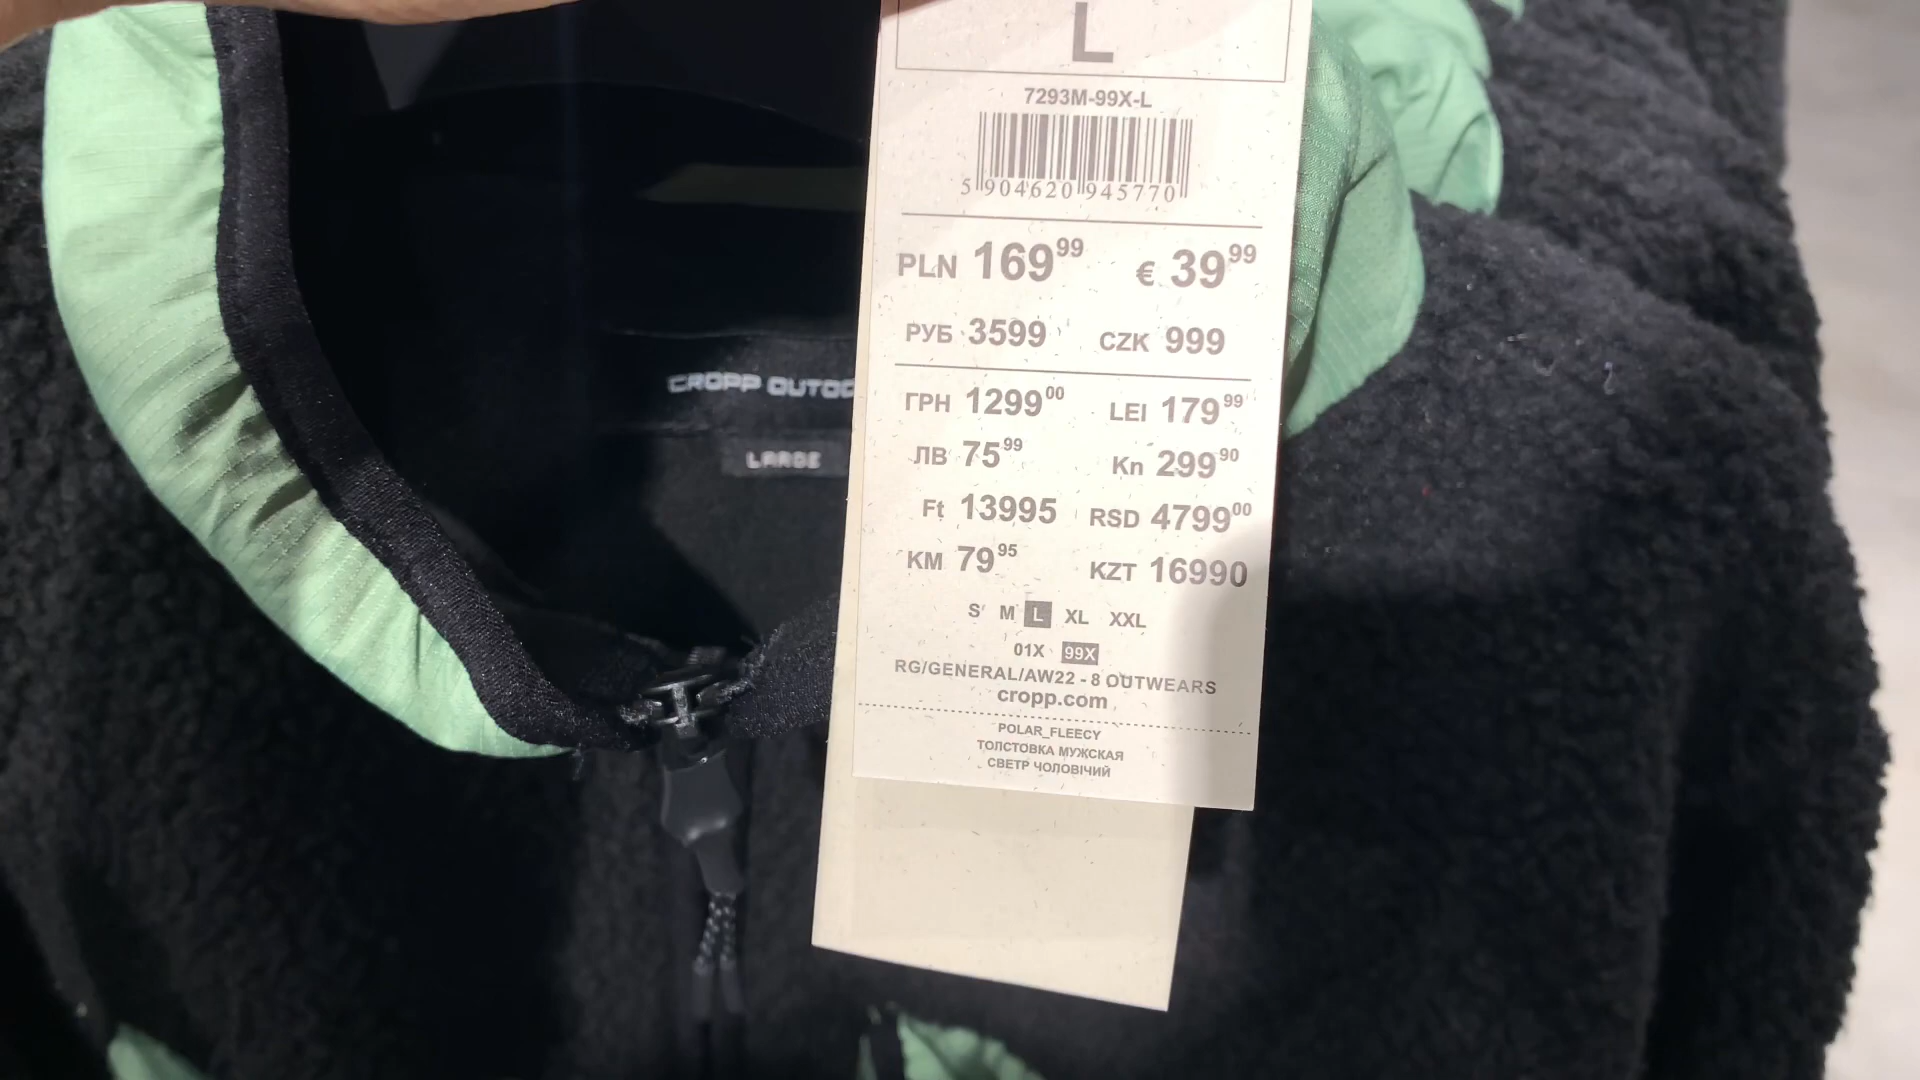 L
7293M-99X-L
5 904620 945770
PLN 169 99 € 39 99
РУБ 3599 CZK 999
ГРН 1299 00 LEI 179 99
ЛВ 75 99 Kn 299 90
Ft 13995 RSD 4799 00
KM 79 95 KZT 16990
S M L XL XXL
01X 99X
RG/GENERAL/AW22 - 8 OUTWEARS
cropp.com
POLAR_FLEECY
ТОЛСТОВКА МУЖСКАЯ
СВЕТР ЧОЛОВІЧИЙ
CROPP
LARGE